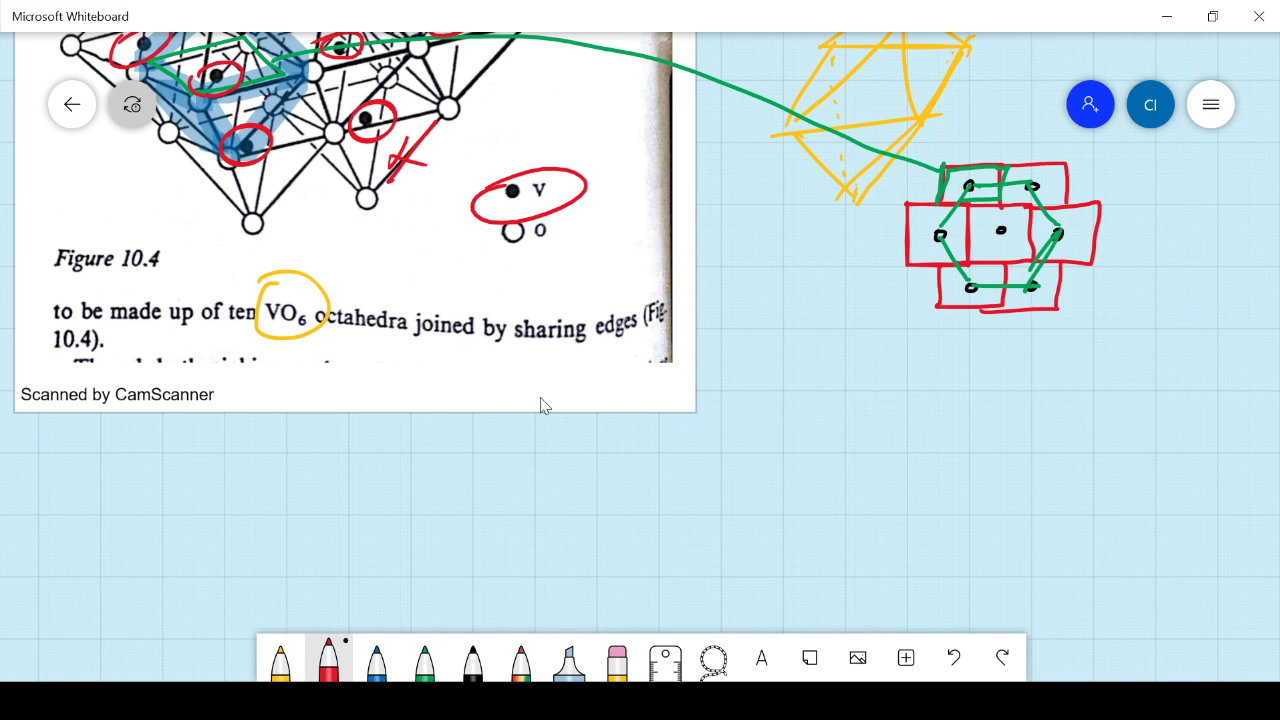 Microsoft Whiteboard
CI
V
O
Figure 10.4
to be made up of ten VO₆ octahedra joined by sharing edges (Fig.
10.4).
Scanned by CamScanner
A